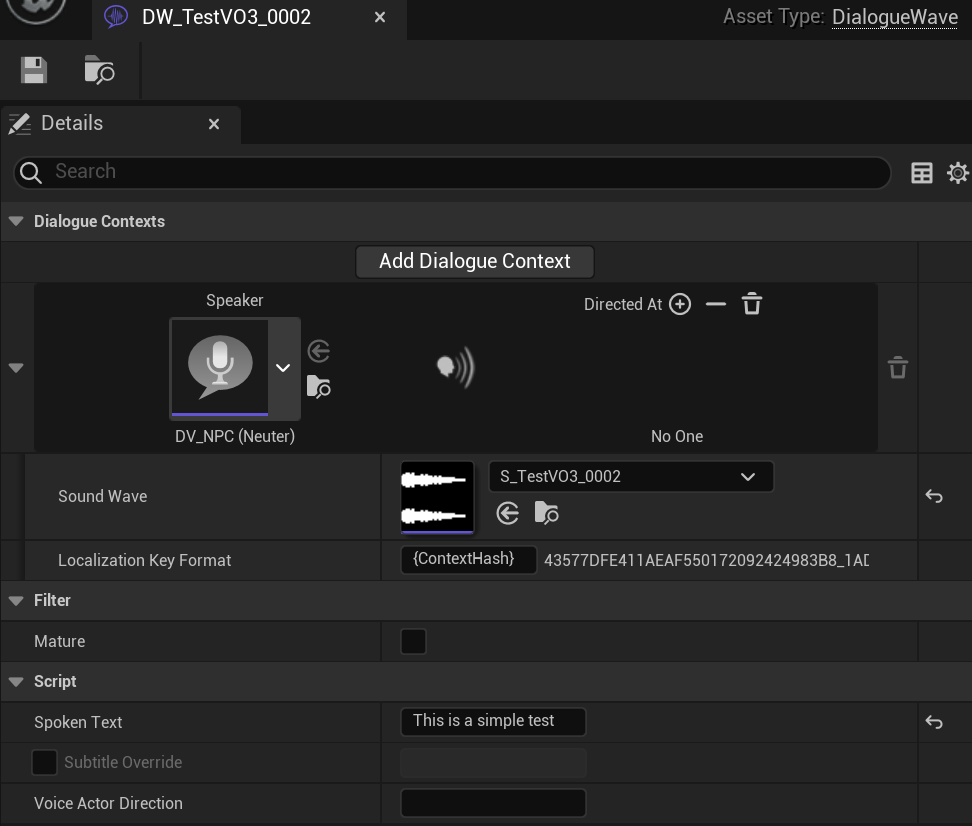 DW_TestVO3_0002
Asset Type: DialogueWave
Details
Search
Dialogue Contexts
Add Dialogue Context
Speaker
Directed At
DV_NPC (Neuter)
No One
Sound Wave
S_TestVO3_0002
Localization Key Format
{ContextHash}
43577DFE411AEAF550172092424983B8_1AD
Filter
Mature
Script
Spoken Text
This is a simple test
Subtitle Override
Voice Actor Direction